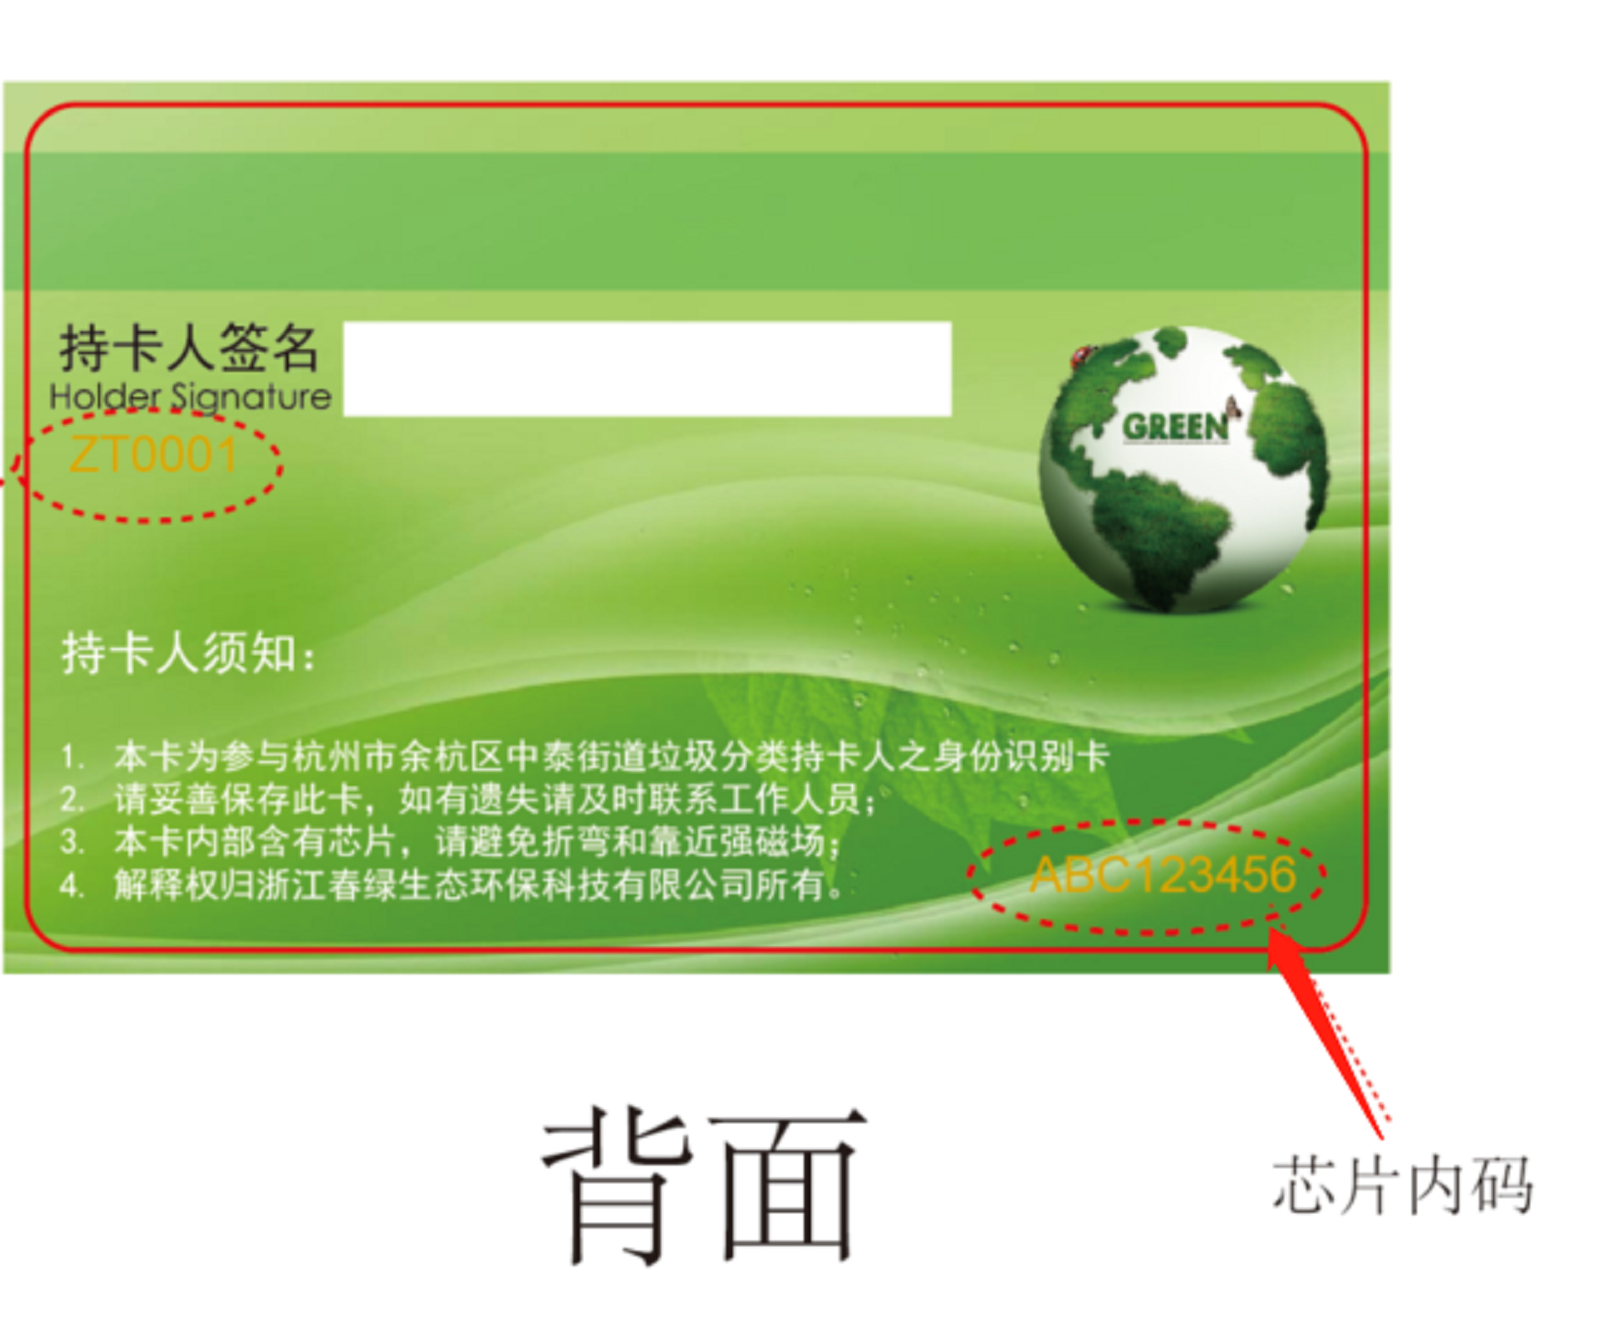 持卡人签名
Holder Signature
ZT0001
GREEN
持卡人须知：
1. 本卡为参与杭州市余杭区中泰街道垃圾分类持卡人之身份识别卡
2. 请妥善保存此卡，如有遗失请及时联系工作人员；
3. 本卡内部含有芯片，请避免折弯和靠近强磁场；
4. 解释权归浙江春绿生态环保科技有限公司所有。
ABC123456
背面
芯片内码